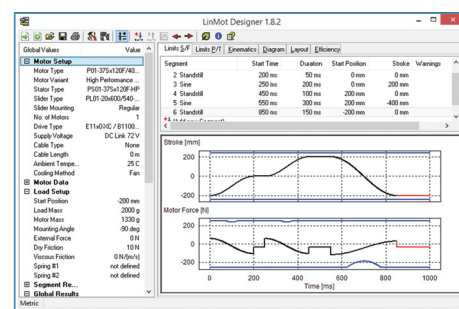 LinMot Designer 1.8.2
Global Values Value
Motor Setup
Motor Type P01-37Sx120F/40...
Motor Variant High Performance ...
Stator Type PS01-37Sx120F-HP
Slider Type PL01-20x600/540-...
Slider Mounting Regular
No. of Motors 1
Drive Type E11x0-XC / B1100...
Supply Voltage DC Link 72 V
Cable Type None
Cable Length 0 m
Ambient Tempe... 25 C
Cooling Method Fan
Motor Data
Load Setup
Start Position -200 mm
Load Mass 2000 g
Motor Mass 1330 g
Mounting Angle -90 deg
External Force 0 N
Dry Friction 10 N
Viscous Friction 0 N/(m/s)
Spring #1 not defined
Spring #2 not defined
Segment Re...
Global Results
Metric
Limits S/F Limits P/T Kinematics Diagram Layout Efficiency
Segment Start Time Duration Start Position Stroke Warnings
2 Standstill 200 ms 50 ms 0 mm 0 mm
3 Sine 250 ms 200 ms 0 mm 200 mm
4 Standstill 450 ms 100 ms 200 mm 0 mm
5 Sine 550 ms 300 ms 200 mm -400 mm
6 Standstill 850 ms 150 ms -200 mm 0 mm
Stroke [mm]
200
0
-200
Motor Force [N]
200
0
-200
0 200 400 600 800 1000
Time [ms]